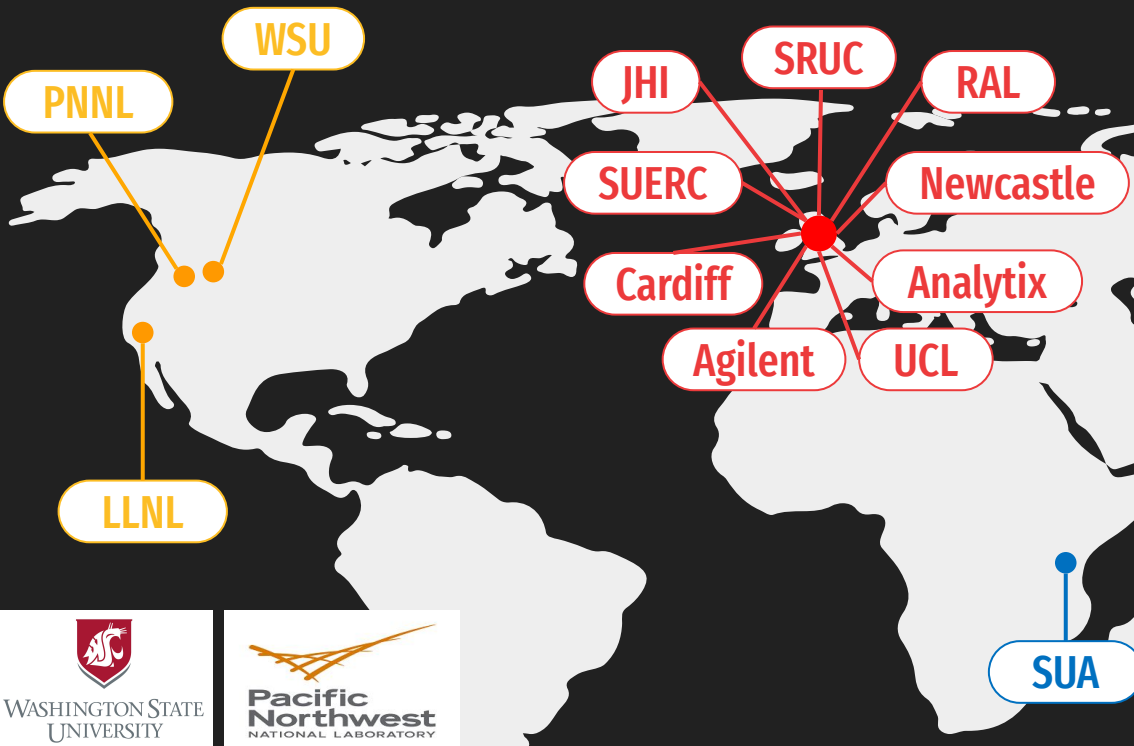 WSU
PNNL
JHI
SRUC
RAL
SUERC
Newcastle
Cardiff
Analytix
Agilent
UCL
LLNL
SUA
WASHINGTON STATE
UNIVERSITY
Pacific
Northwest
NATIONAL LABORATORY